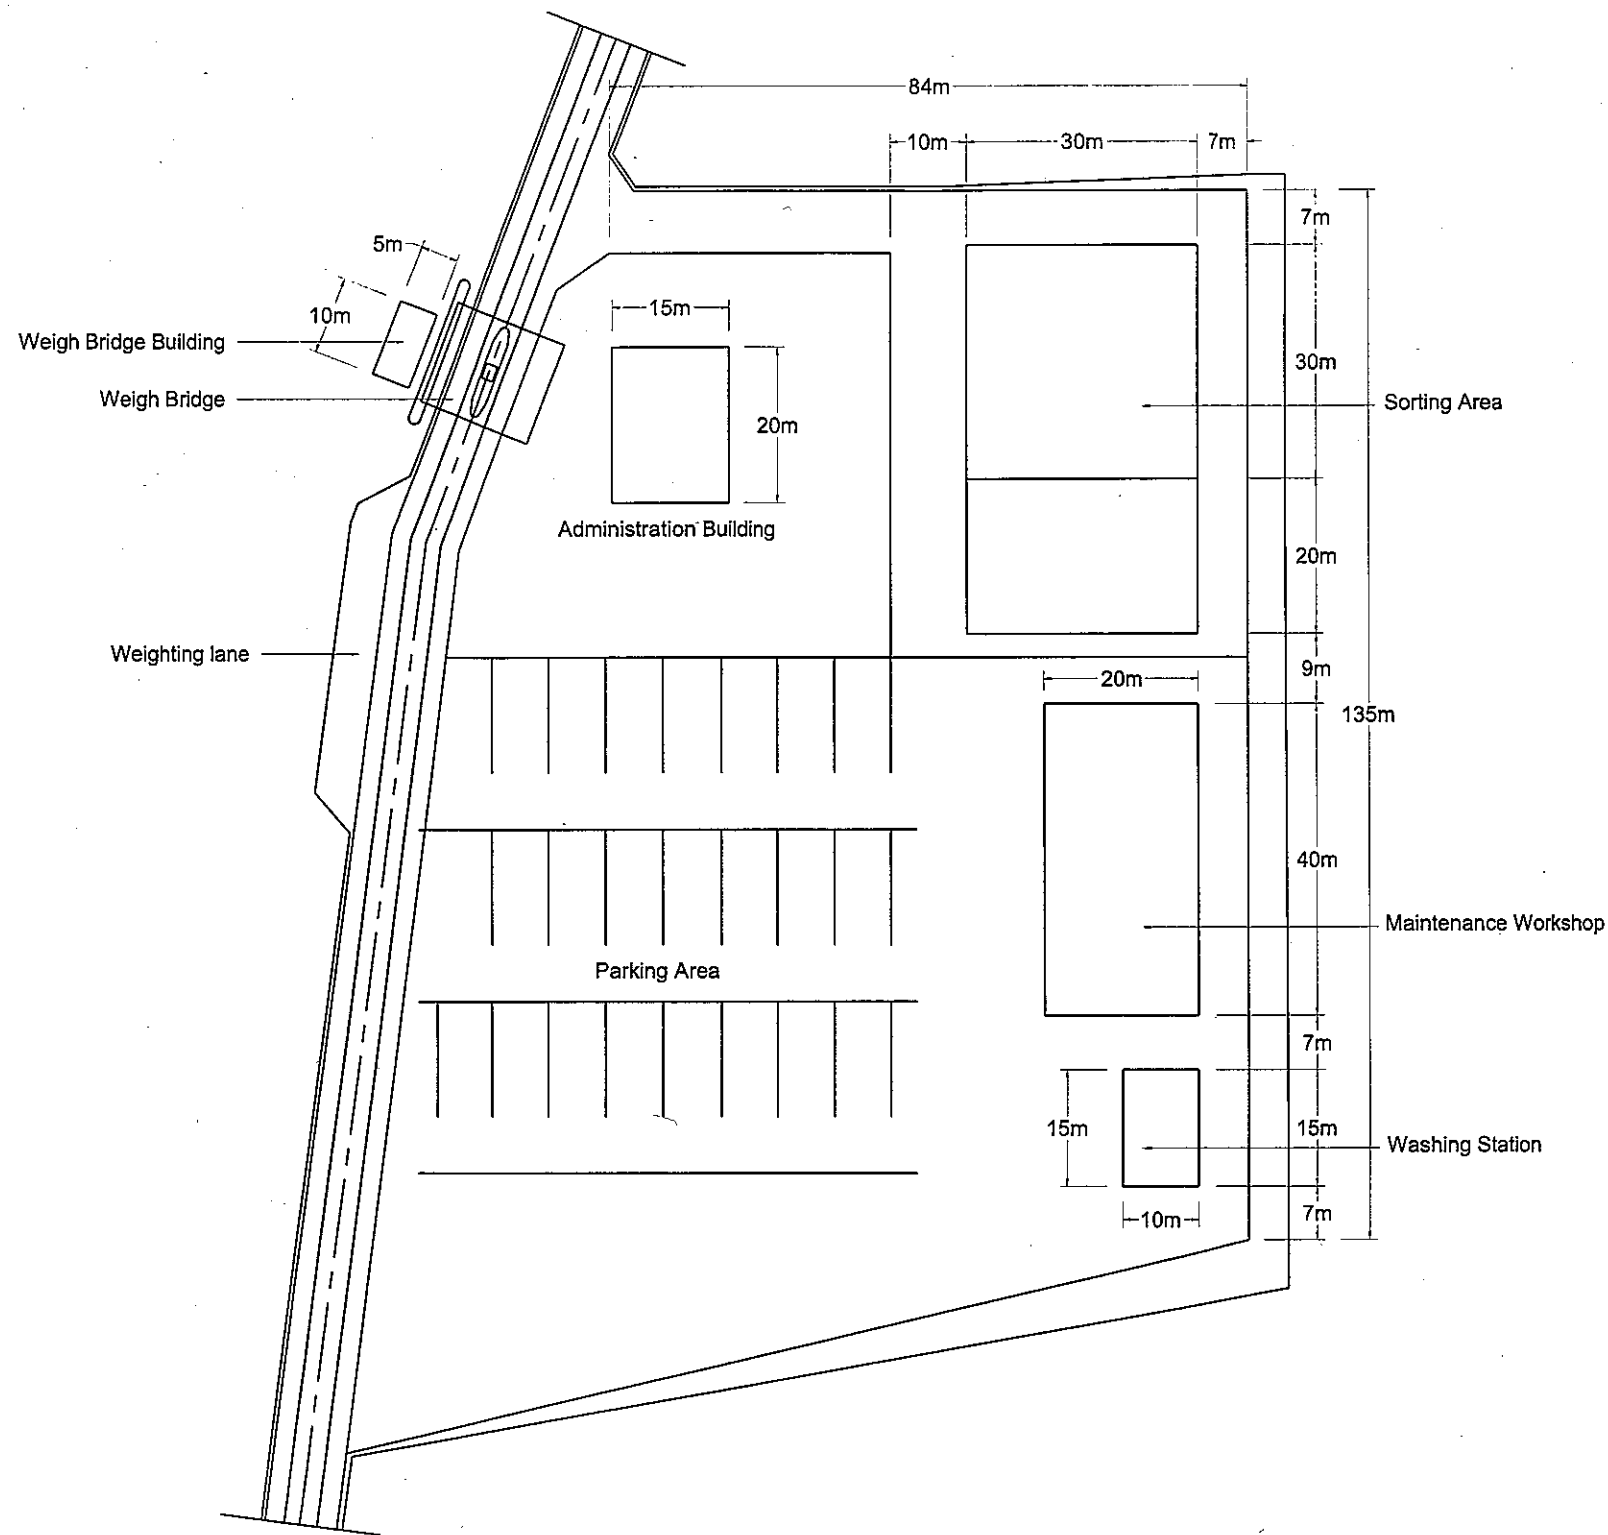 84m
10m
30m
7m
7m
5m
10m
15m
Weigh Bridge Building
30m
Weigh Bridge
20m
Sorting Area
Administration Building
20m
Weighting lane
9m
20m
135m
40m
Maintenance Workshop
Parking Area
7m
15m
15m
Washing Station
10m
7m